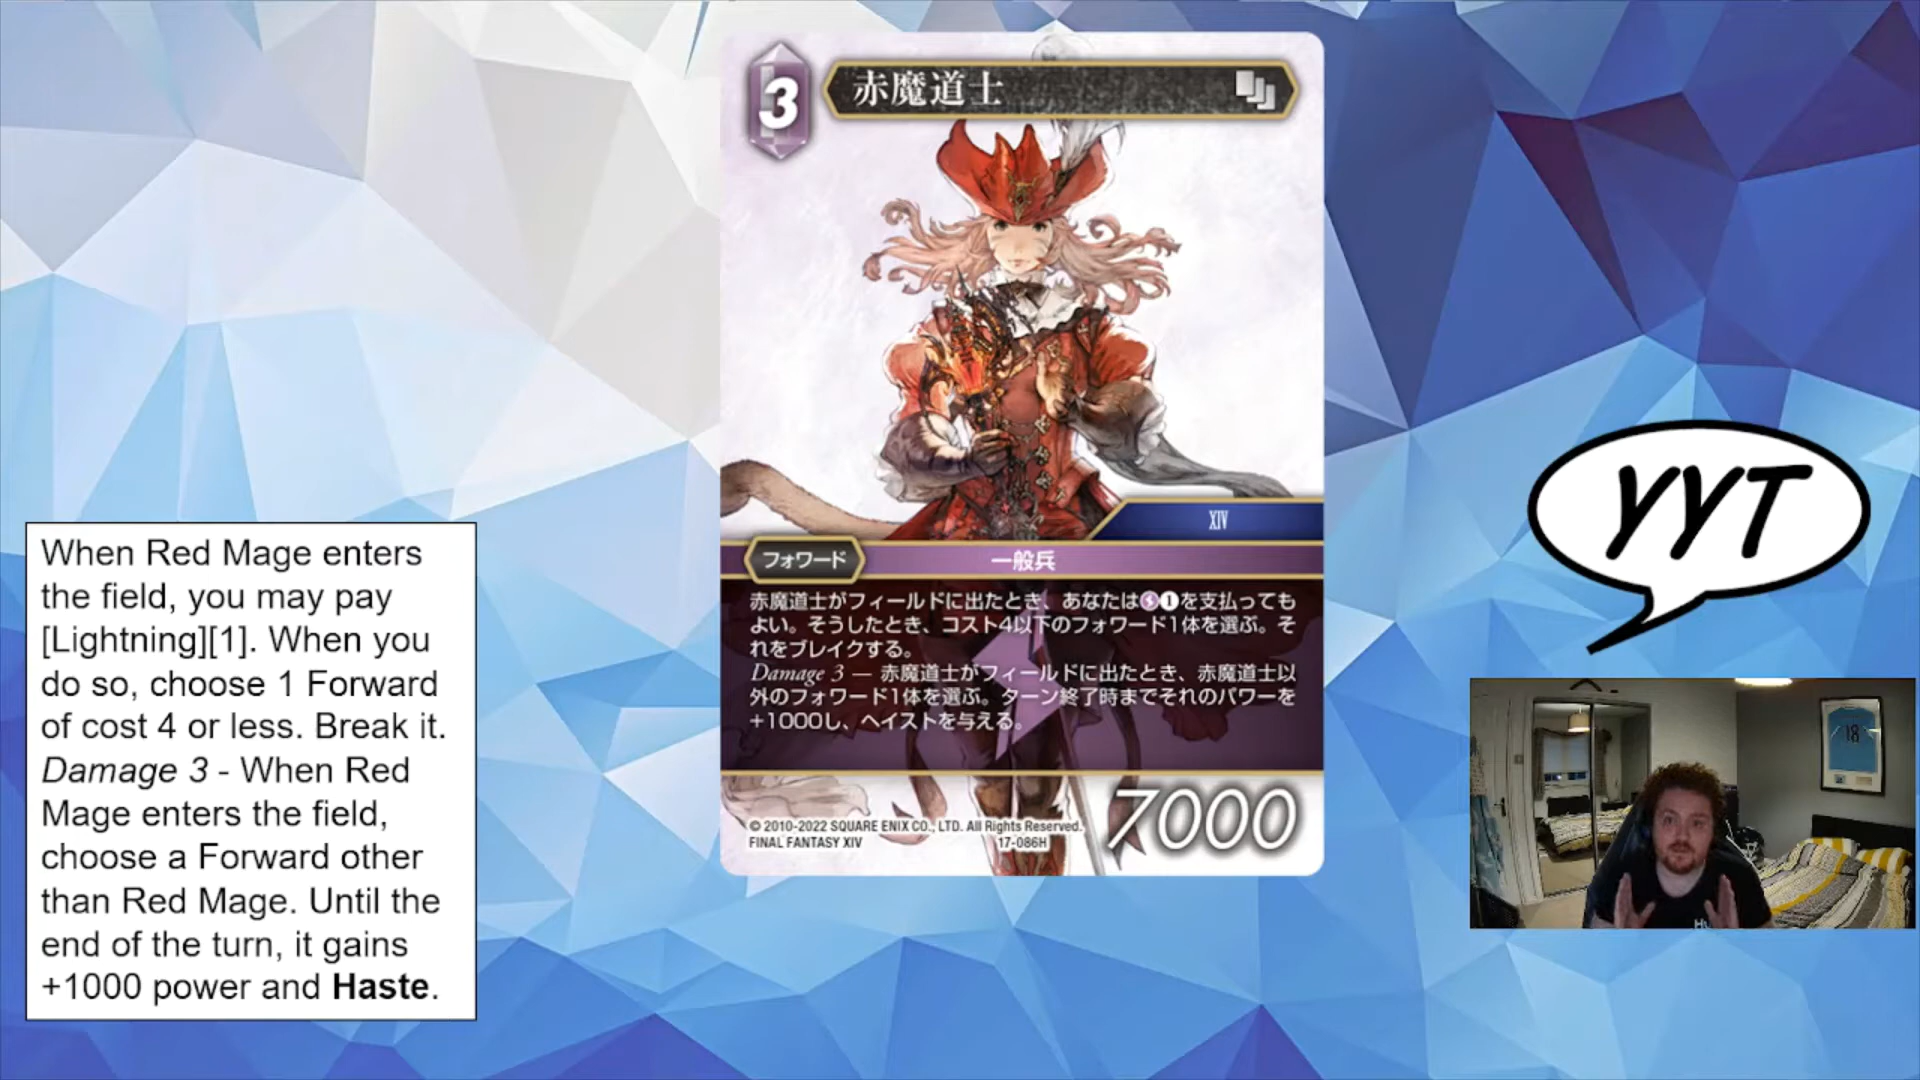 3
赤魔道士
XIV
フォワード
一般兵
赤魔道士がフィールドに出たとき、あなたは❶を支払っても
よい。そうしたとき、コスト4以下のフォワード1体を選ぶ。そ
れをブレイクする。
Damage 3 — 赤魔道士がフィールドに出たとき、赤魔道士以
外のフォワード1体を選ぶ。ターン終了時までそれのパワーを
+1000し、ヘイストを与える。
7000
© 2010-2022 SQUARE ENIX CO., LTD. All Rights Reserved.
FINAL FANTASY XIV
17-086H
When Red Mage enters
the field, you may pay
[Lightning][1]. When you
do so, choose 1 Forward
of cost 4 or less. Break it.
Damage 3 - When Red
Mage enters the field,
choose a Forward other
than Red Mage. Until the
end of the turn, it gains
+1000 power and Haste.
YYT
18